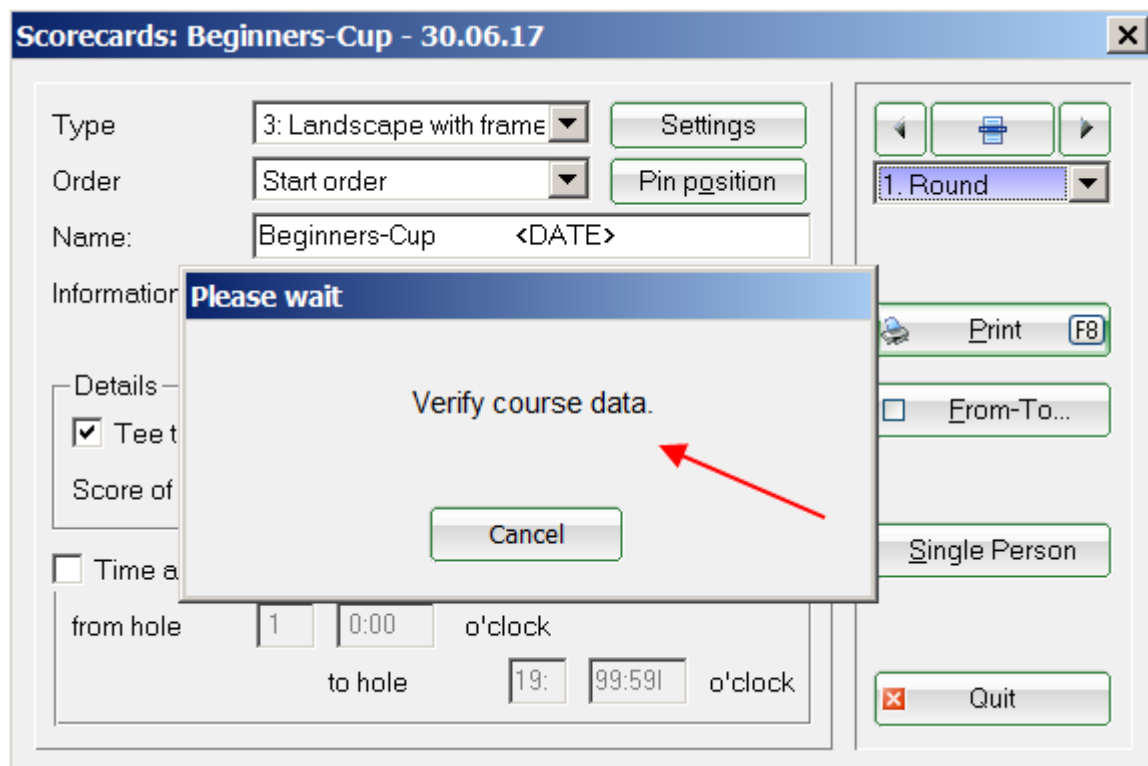 Scorecards: Beginners-Cup - 30.06.17
Type
3: Landscape with frame
Settings
Order
Start order
Pin position
1. Round
Name:
Beginners-Cup <DATE>
Information
Please wait
Verify course data.
Cancel
Print F8
From-To...
Details
Tee t
Score of
Single Person
Time a
from hole 1 0:00 o'clock
to hole 19: 99:59 o'clock
Quit